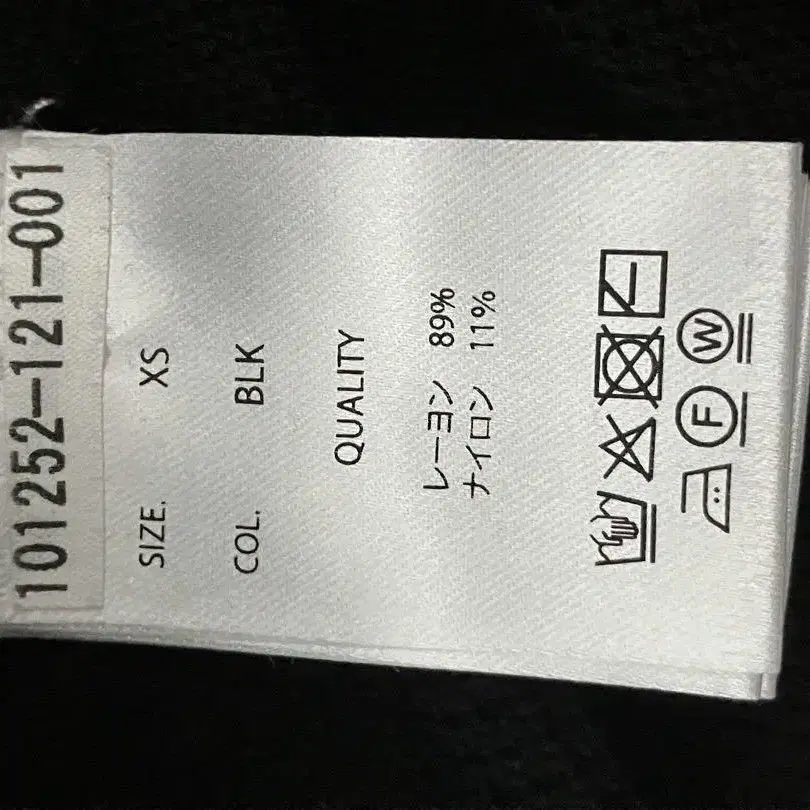 101252-121-001
SIZE. XS
COL. BLK
QUALITY
レーヨン 89%
ナイロン 11%
F W